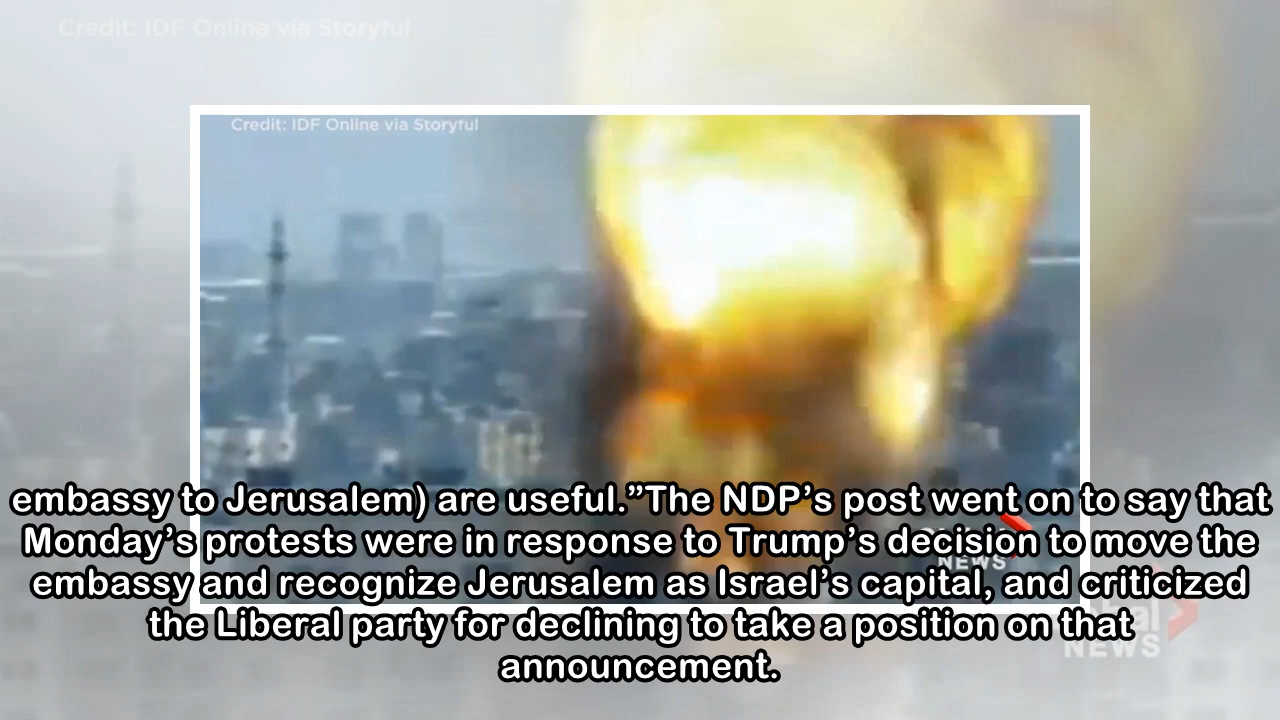 Credit: IDF Online via Storyful
Credit: IDF Online via Storyful
embassy to Jerusalem) are useful.”The NDP’s post went on to say that
Monday’s protests were in response to Trump’s decision to move the
embassy and recognize Jerusalem as Israel’s capital, and criticized
the Liberal party for declining to take a position on that
announcement.
NEWS
NEWS